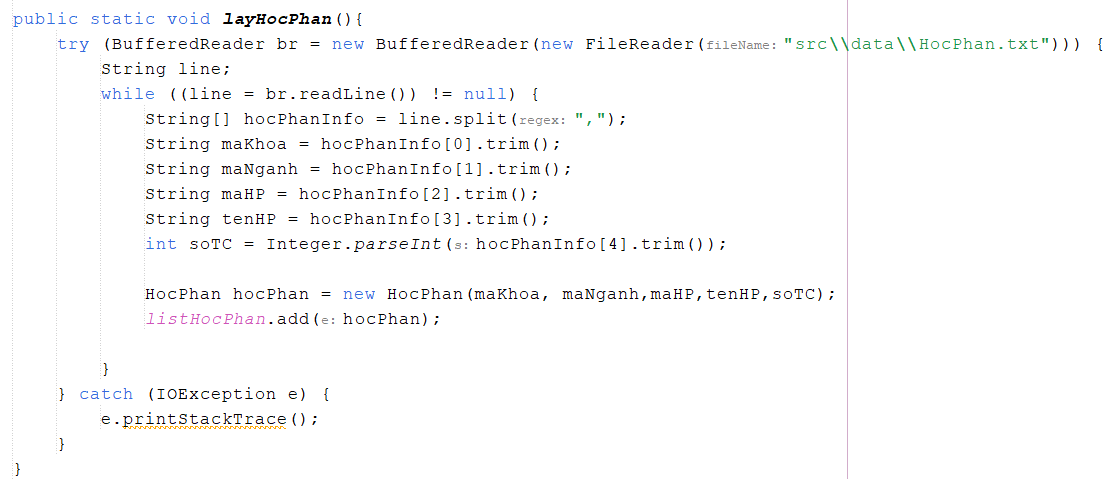 public static void layHocPhan(){
    try (BufferedReader br = new BufferedReader(new FileReader(fileName: "src\\data\\HocPhan.txt"))) {
        String line;
        while ((line = br.readLine()) != null) {
            String[] hocPhanInfo = line.split(regex: ",");
            String maKhoa = hocPhanInfo[0].trim();
            String maNganh = hocPhanInfo[1].trim();
            String maHP = hocPhanInfo[2].trim();
            String tenHP = hocPhanInfo[3].trim();
            int soTC = Integer.parseInt(s: hocPhanInfo[4].trim());

            HocPhan hocPhan = new HocPhan(maKhoa, maNganh,maHP,tenHP,soTC);
            listHocPhan.add(e: hocPhan);

        }
    } catch (IOException e) {
        e.printStackTrace();
    }
}